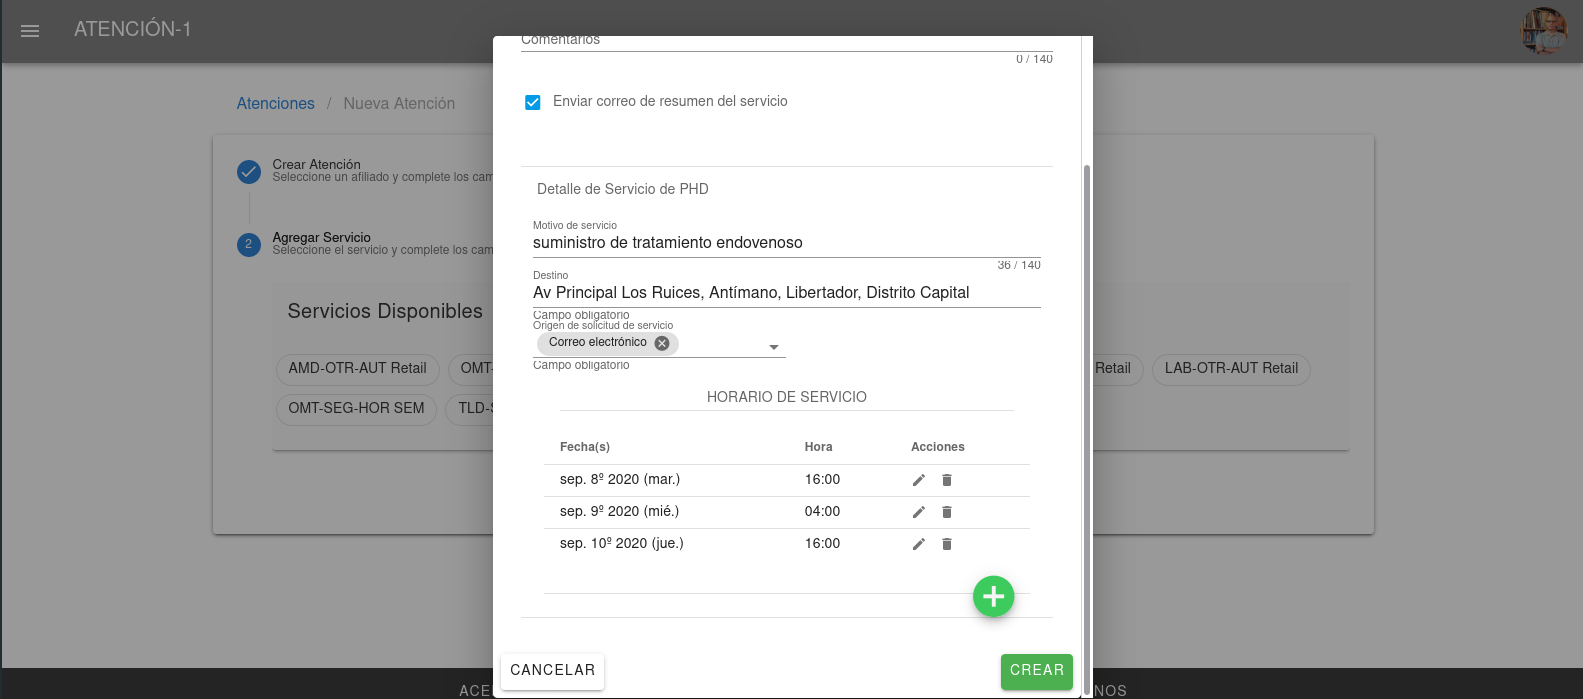 ATENCIÓN-1
Comentarios
0 / 140
Atenciones / Nueva Atención
Enviar correo de resumen del servicio
Crear Atención
Seleccione un afiliado y complete los cam
2
Agregar Servicio
Seleccione el servicio y complete los cam
Detalle de Servicio de PHD
Motivo de servicio
suministro de tratamiento endovenoso
36 / 140
Destino
Av Principal Los Ruices, Antímano, Libertador, Distrito Capital
Campo obligatorio
Origen de solicitud de servicio
Correo electrónico
Campo obligatorio
Servicios Disponibles
AMD-OTR-AUT Retail OMT- Retail LAB-OTR-AUT Retail
OMT-SEG-HOR SEM TLD-S
HORARIO DE SERVICIO
Fecha(s) Hora Acciones
sep. 8º 2020 (mar.) 16:00
sep. 9º 2020 (mié.) 04:00
sep. 10º 2020 (jue.) 16:00
CANCELAR CREAR
ACE NOS